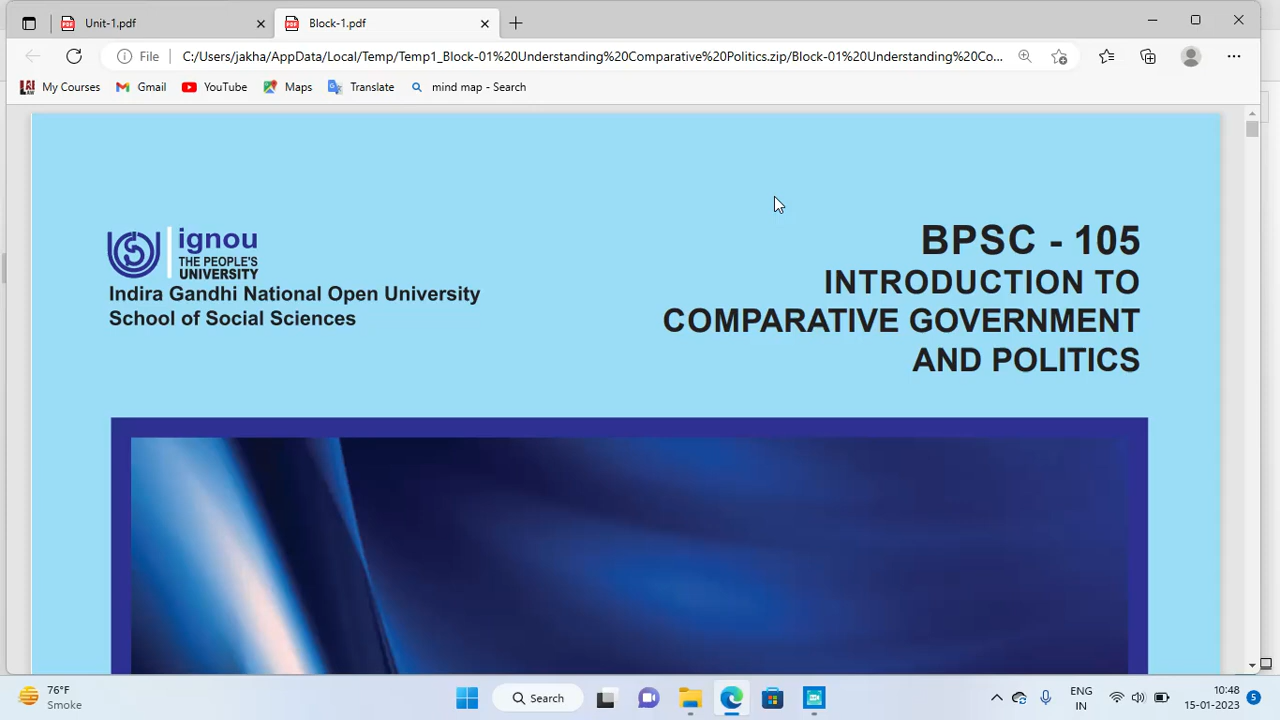 Unit-1.pdf
Block-1.pdf
File
C:/Users/jakha/AppData/Local/Temp/Temp1_Block-01%20Understanding%20Comparative%20Politics.zip/Block-01%20Understanding%20Co...
My Courses
Gmail
YouTube
Maps
Translate
mind map - Search
ignou
THE PEOPLE'S
UNIVERSITY
Indira Gandhi National Open University
School of Social Sciences
BPSC - 105
INTRODUCTION TO
COMPARATIVE GOVERNMENT
AND POLITICS
76°F
Smoke
Search
ENG
IN
10:48
15-01-2023
5